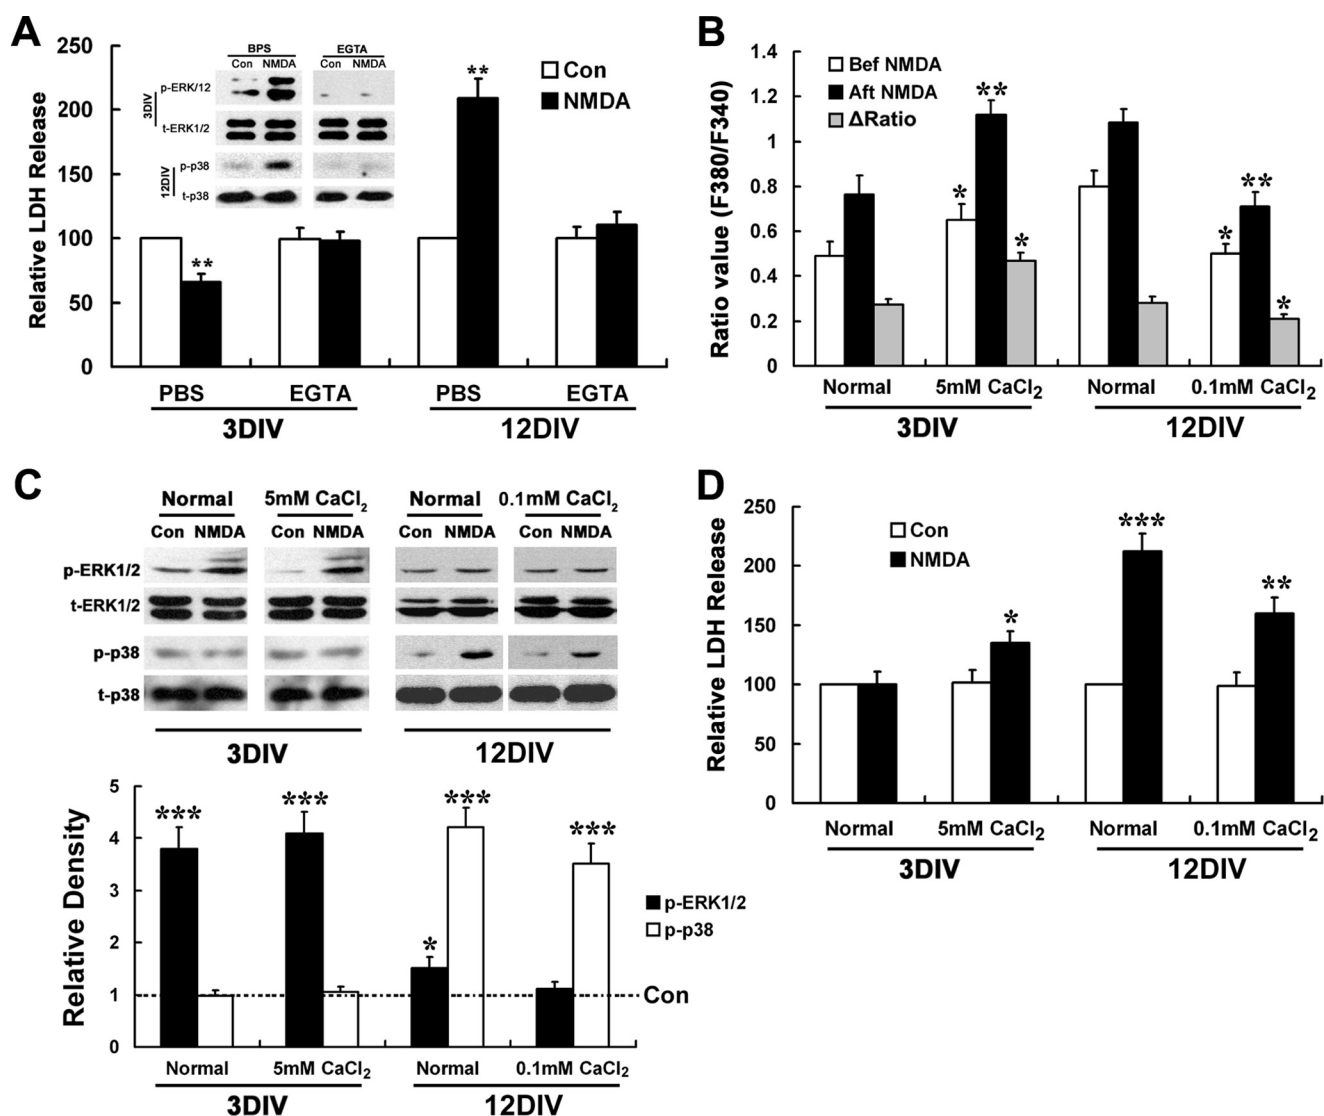 A
250
200
150
100
50
0
Relative LDH Release
BPS EGTA
Con NMDA Con NMDA
p-ERK/12
t-ERK1/2
3DIV
p-p38
t-p38
12DIV
Con
NMDA
**
**
PBS EGTA PBS EGTA
3DIV 12DIV
B
1.4
1.2
1
0.8
0.6
0.4
0.2
0
Ratio value (F380/F340)
Bef NMDA
Aft NMDA
ΔRatio
* ** * * ** *
Normal 5mM CaCl2 Normal 0.1mM CaCl2
3DIV 12DIV
C
Normal 5mM CaCl2 Normal 0.1mM CaCl2
Con NMDA Con NMDA Con NMDA Con NMDA
p-ERK1/2
t-ERK1/2
p-p38
t-p38
3DIV 12DIV
5
4
3
2
1
0
Relative Density
*** *** * *** ***
p-ERK1/2
p-p38
Con
Normal 5mM CaCl2 Normal 0.1mM CaCl2
3DIV 12DIV
D
250
200
150
100
50
0
Relative LDH Release
Con
NMDA
* *** **
Normal 5mM CaCl2 Normal 0.1mM CaCl2
3DIV 12DIV